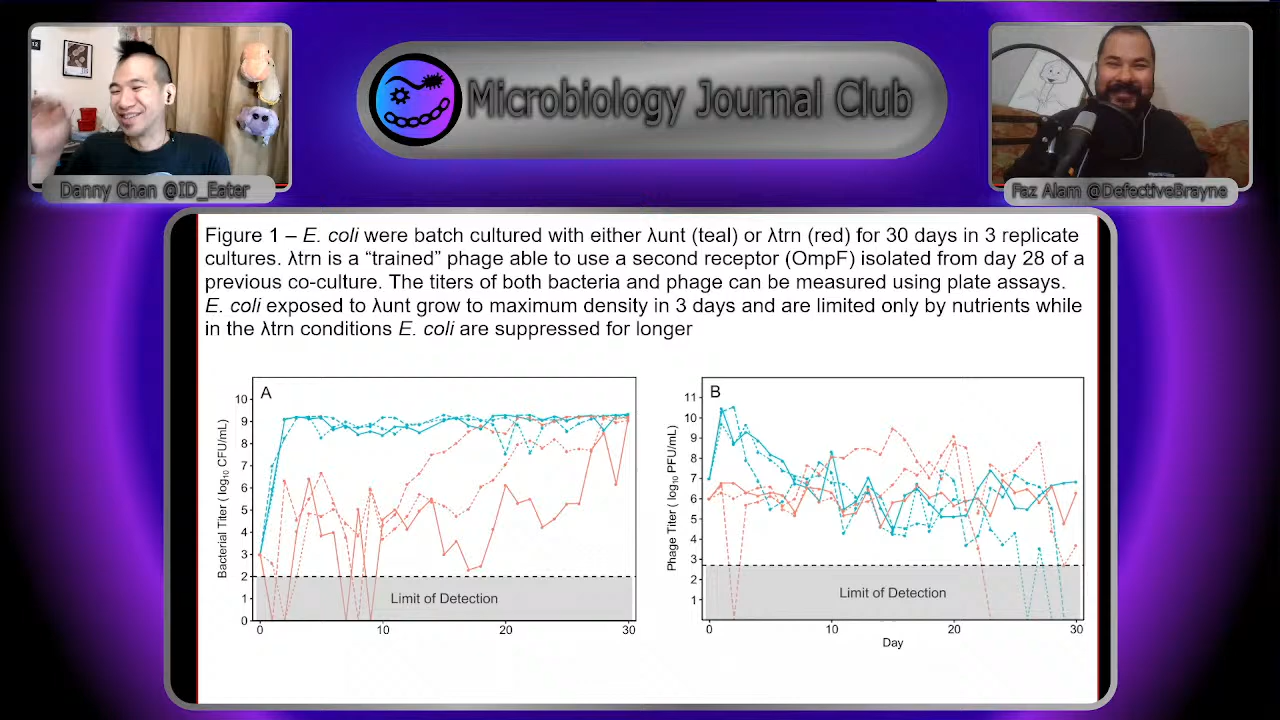 12
Microbiology Journal Club
Danny Chan @ID_Eater
Faz Alam @DefectiveBrayne
Figure 1 – E. coli were batch cultured with either λunt (teal) or λtrn (red) for 30 days in 3 replicate
cultures. λtrn is a “trained” phage able to use a second receptor (OmpF) isolated from day 28 of a
previous co-culture. The titers of both bacteria and phage can be measured using plate assays.
E. coli exposed to λunt grow to maximum density in 3 days and are limited only by nutrients while
in the λtrn conditions E. coli are suppressed for longer
A
Bacterial Titer ( log10 CFU/mL)
10
9
8
7
6
5
4
3
2
1
0
Limit of Detection
0 10 20 30
B
Phage Titer ( log10 PFU/mL)
11
10
9
8
7
6
5
4
3
2
1
Limit of Detection
0 10 20 30
Day